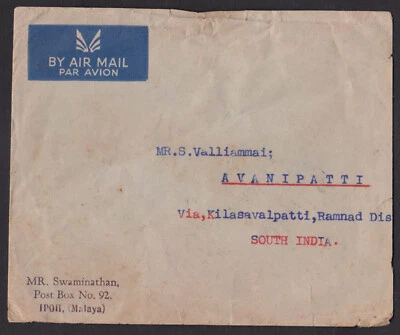 BY AIR MAIL
PAR AVION
MR.S.Valliammai;
AVANIPATTI
Via,Kilasavalpatti,Ramnad Dis
SOUTH INDIA.
MR. Swaminathan,
Post Box No. 92.
IPOH, (Malaya)